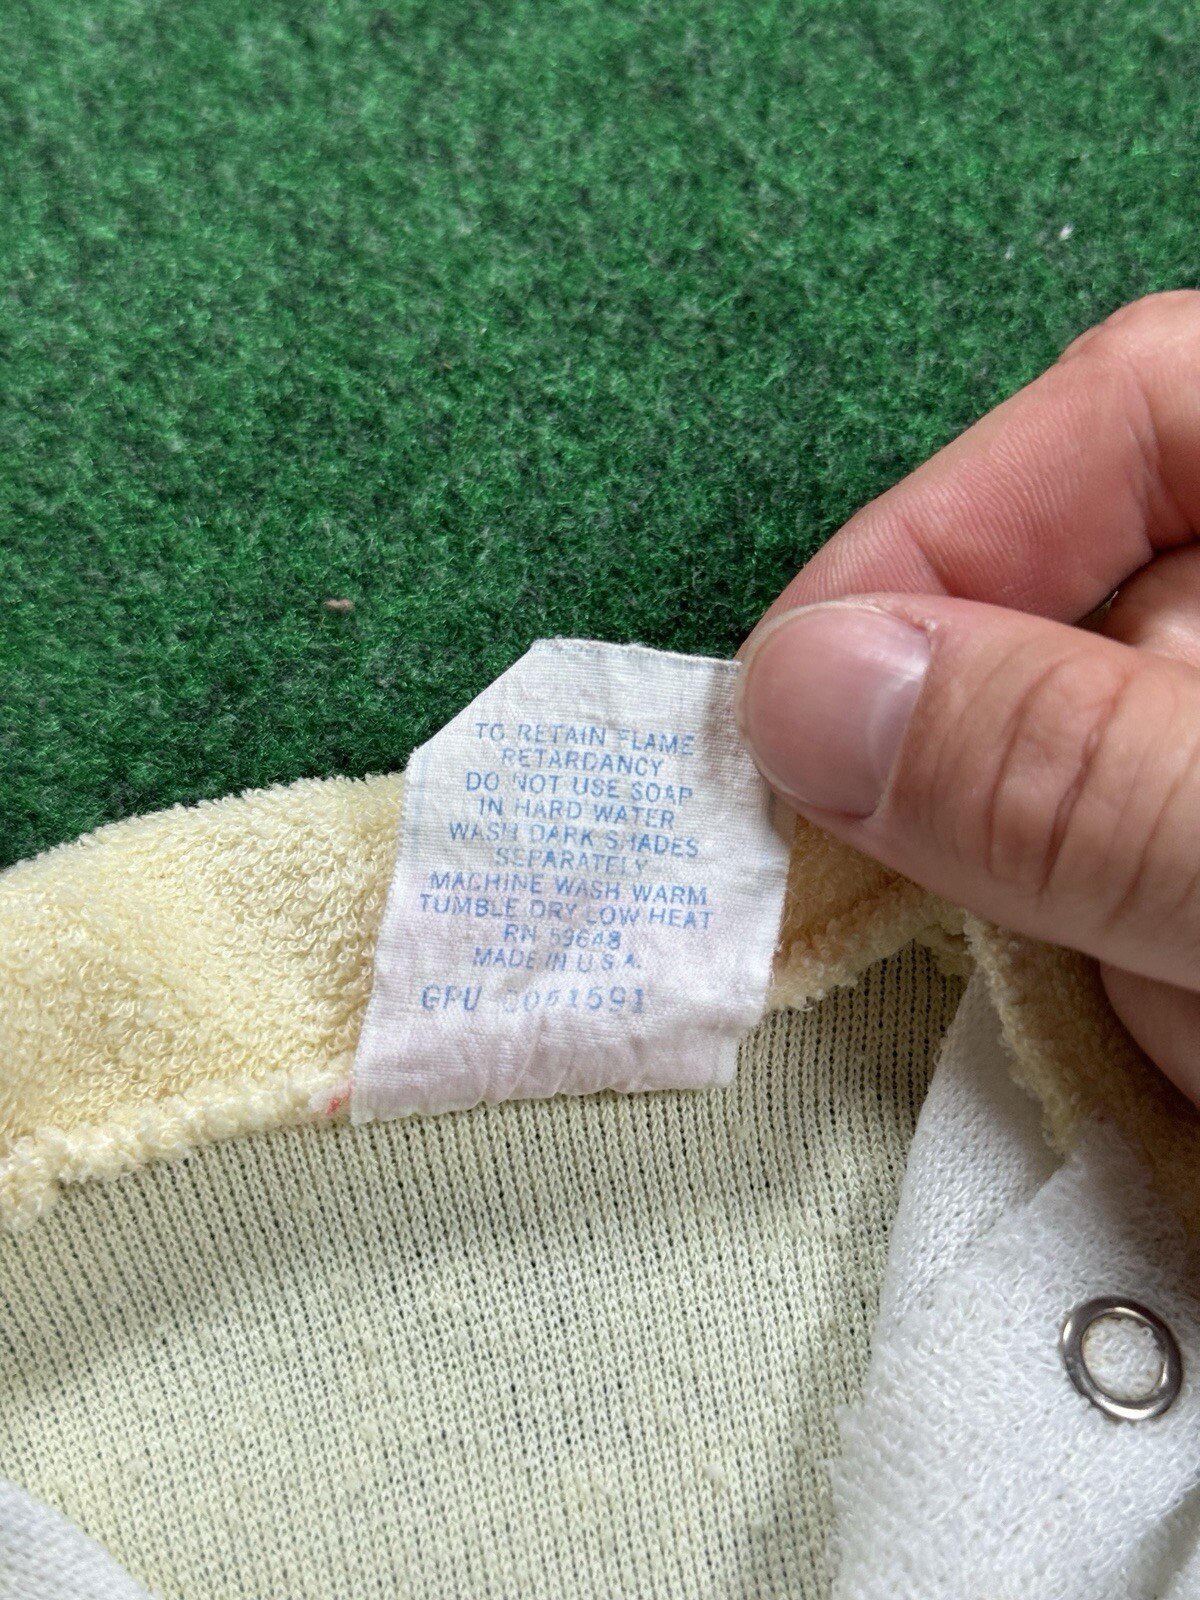 TO RETAIN FLAME
RETARDANCY
DO NOT USE SOAP
IN HARD WATER
WASH DARK SHADES
SEPARATELY
MACHINE WASH WARM
TUMBLE DRY LOW HEAT
RN 59648
MADE IN U.S.A.
GPU